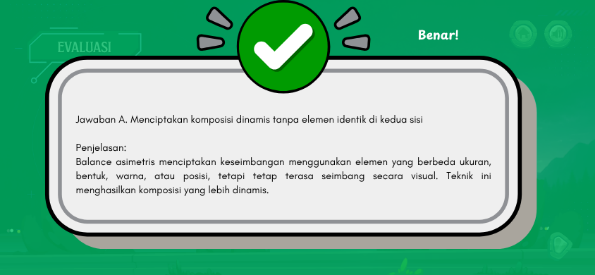 Benar!
EVALUASI
Jawaban A. Menciptakan komposisi dinamis tanpa elemen identik di kedua sisi
Penjelasan:
Balance asimetris menciptakan keseimbangan menggunakan elemen yang berbeda ukuran,
bentuk, warna, atau posisi, tetapi tetap terasa seimbang secara visual. Teknik ini
menghasilkan komposisi yang lebih dinamis.